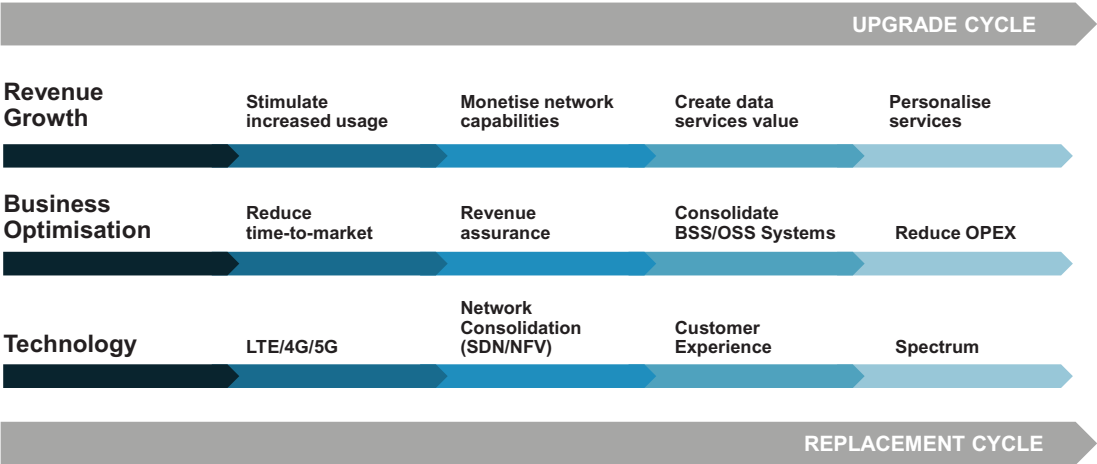 UPGRADE CYCLE
Revenue
Growth
Stimulate
increased usage
Monetise network
capabilities
Create data
services value
Personalise
services
Business
Optimisation
Reduce
time-to-market
Revenue
assurance
Consolidate
BSS/OSS Systems
Reduce OPEX
Technology
LTE/4G/5G
Network
Consolidation
(SDN/NFV)
Customer
Experience
Spectrum
REPLACEMENT CYCLE